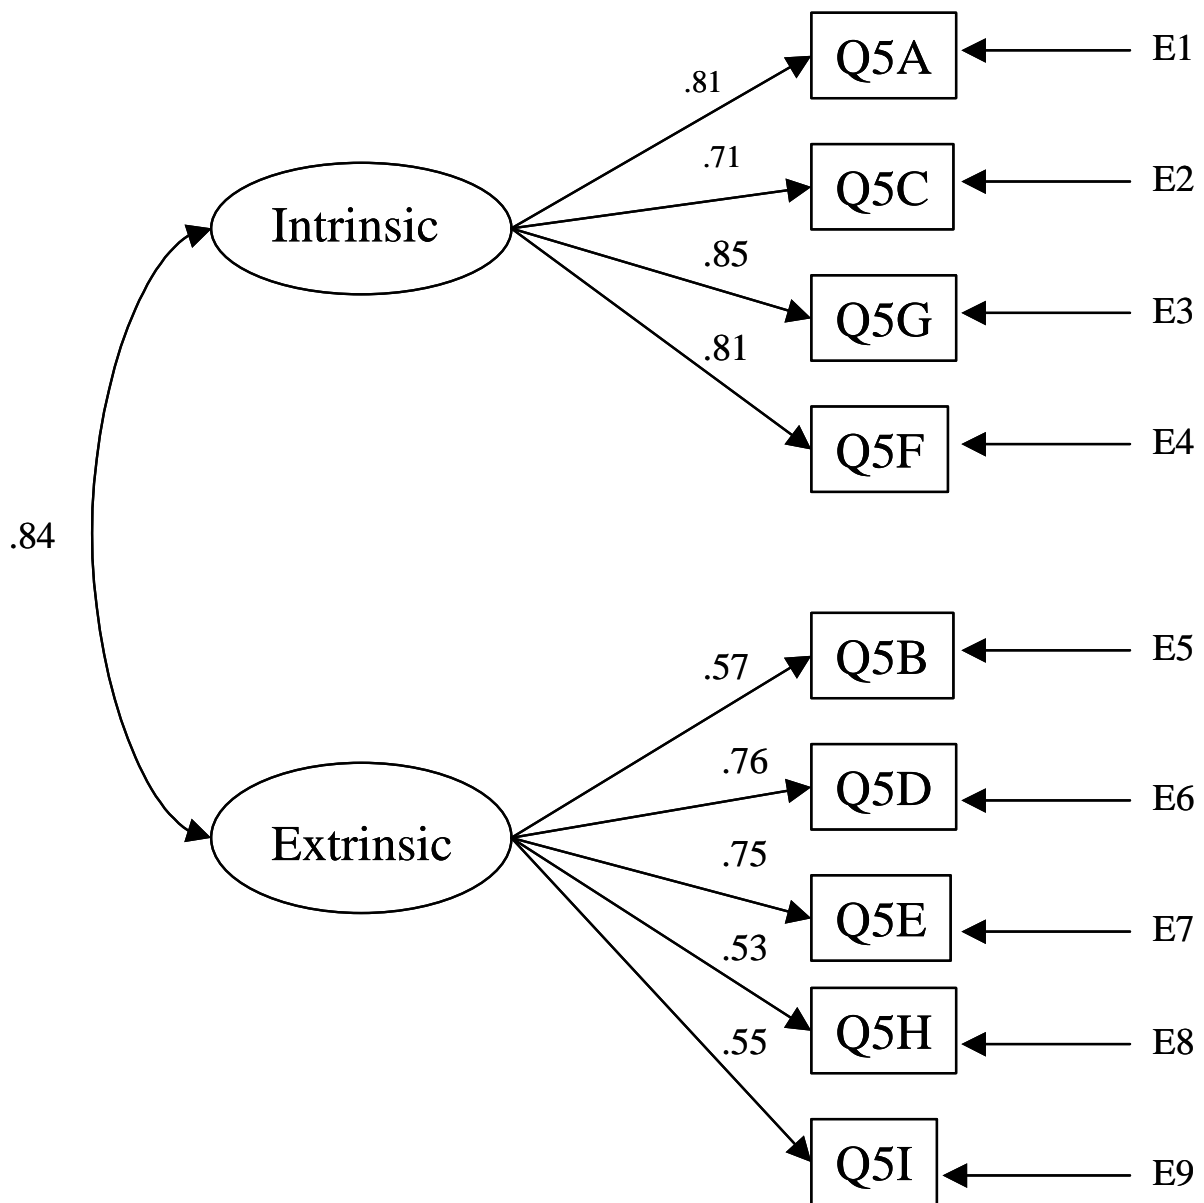 Q5A E1
.81
.71
Q5C E2
Intrinsic
.85
Q5G E3
.81
Q5F E4
.84
Q5B E5
.57
.76
Q5D E6
Extrinsic
.75
Q5E E7
.53
Q5H E8
.55
Q5I E9